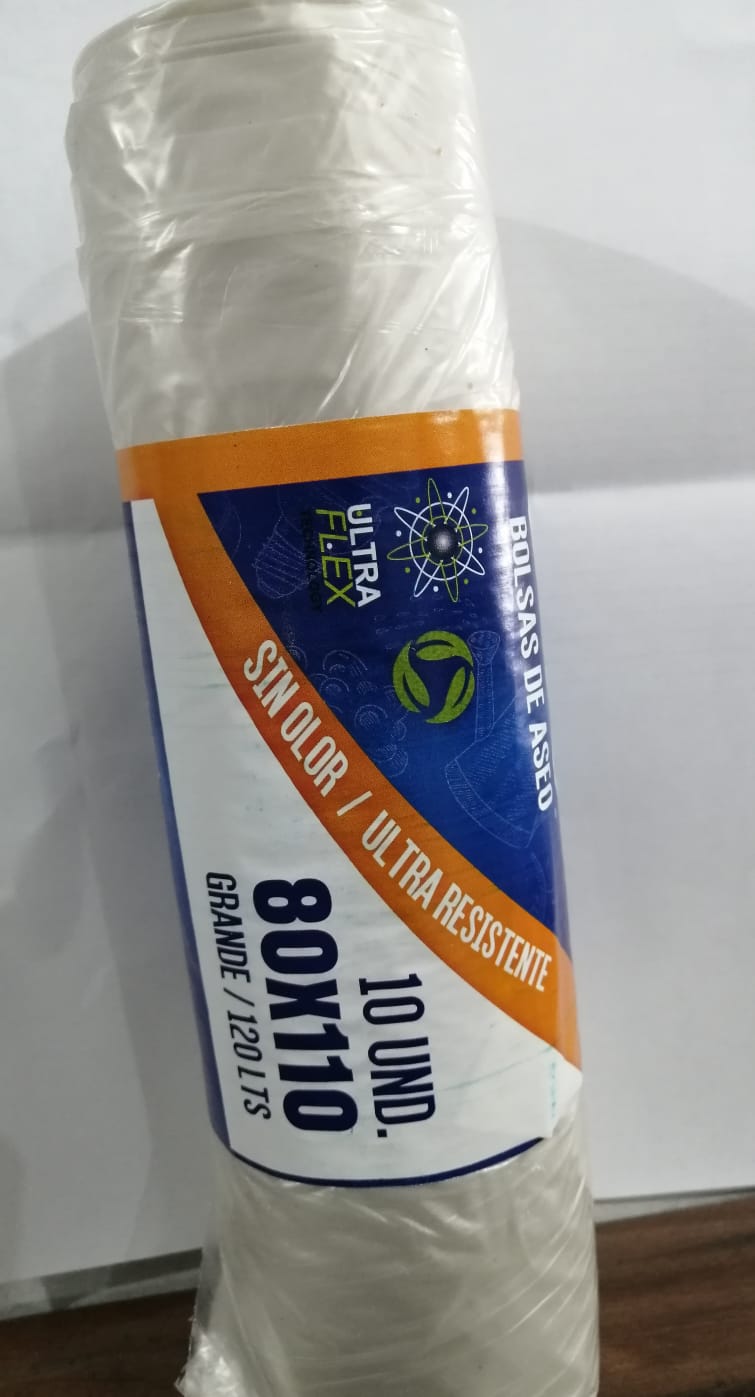 BOLSAS DE ASEO
ULTRA
FLEX
SIN OLOR / ULTRA RESISTENTE
10 UND.
80X110
GRANDE / 120 LTS